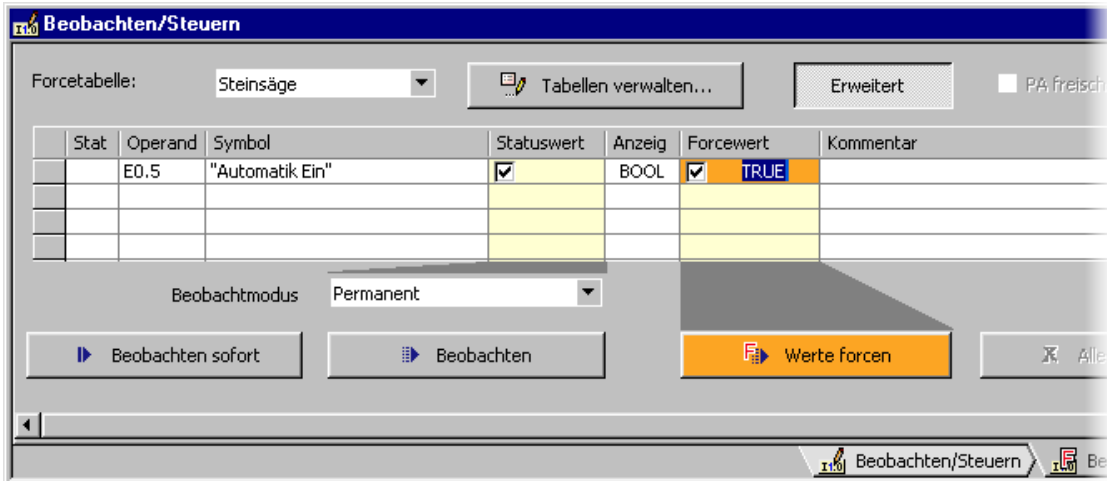 Beobachten/Steuern
Forcetabelle: Steinsäge Tabellen verwalten... Erweitert PA freisch
Stat Operand Symbol Statuswert Anzeig Forcewert Kommentar
E0.5 "Automatik Ein" BOOL TRUE
Beobachtmodus Permanent
Beobachten sofort Beobachten Werte forcen Alle
Beobachten/Steuern Be